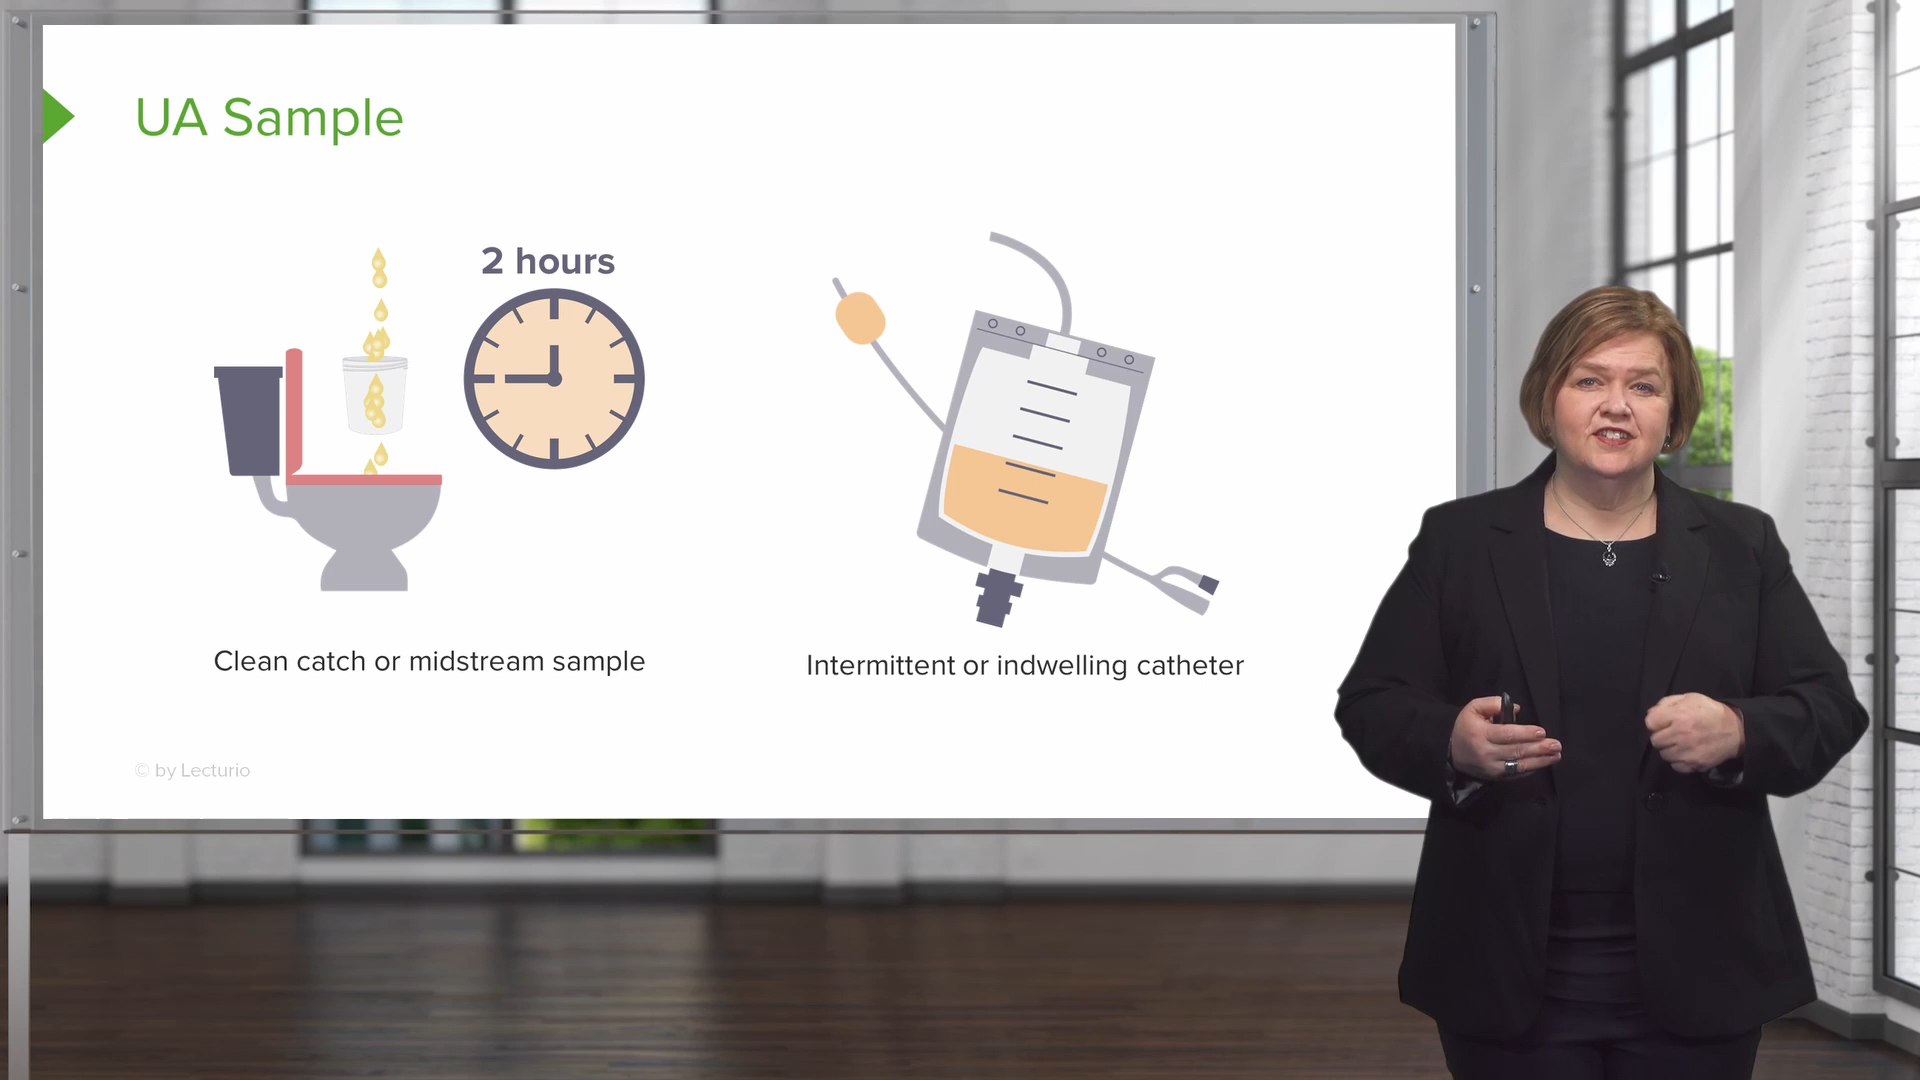 UA Sample
2 hours
Clean catch or midstream sample
Intermittent or indwelling catheter
© by Lecturio